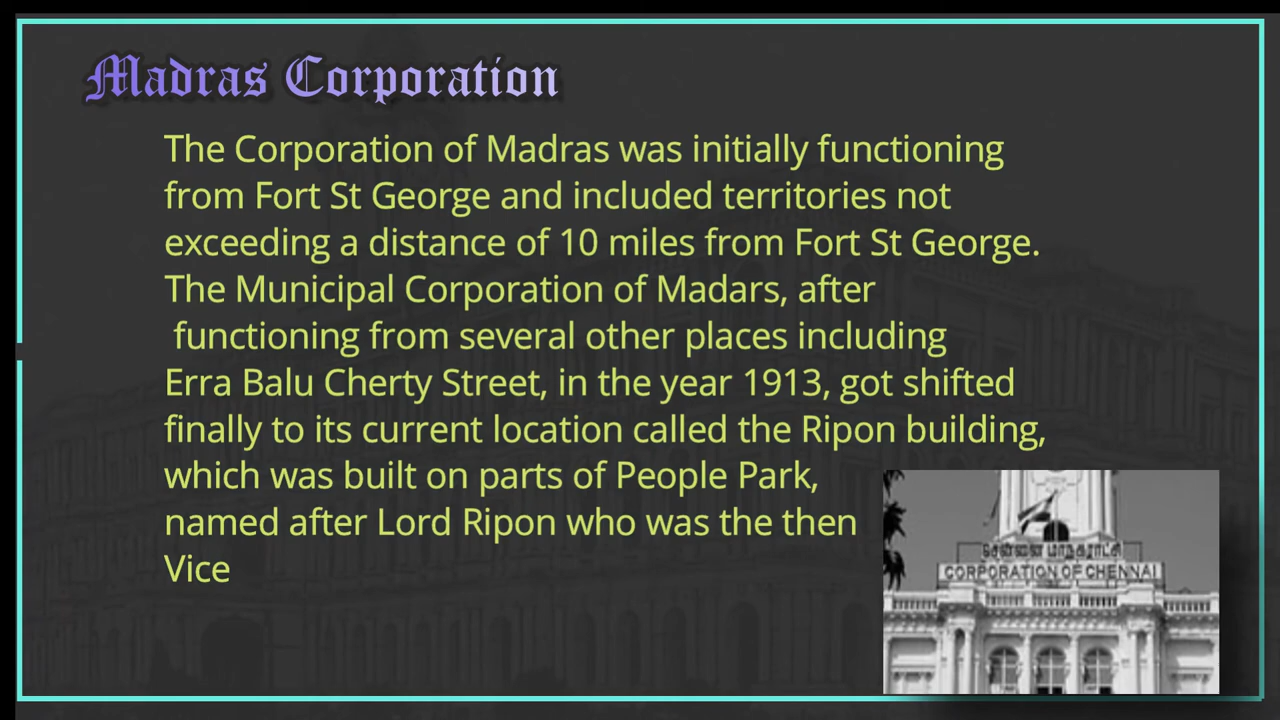 Madras Corporation
The Corporation of Madras was initially functioning
from Fort St George and included territories not
exceeding a distance of 10 miles from Fort St George.
The Municipal Corporation of Madars, after
functioning from several other places including
Erra Balu Cherty Street, in the year 1913, got shifted
finally to its current location called the Ripon building,
which was built on parts of People Park,
named after Lord Ripon who was the then
Vice
சென்னை மாநகராட்சி
CORPORATION OF CHENNAI